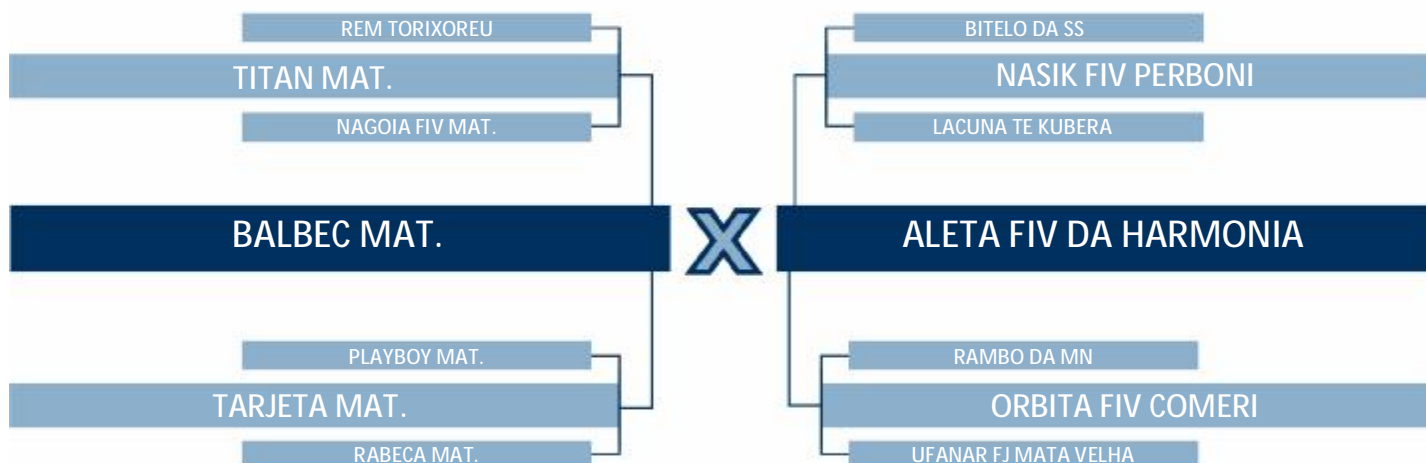 REM TORIXOREU
TITAN MAT.
NAGOIA FIV MAT.
BALBEC MAT.
PLAYBOY MAT.
TARJETA MAT.
RABECA MAT.
X
BITELO DA SS
NASIK FIV PERBONI
LACUNA TE KUBERA
ALETA FIV DA HARMONIA
RAMBO DA MN
ORBITA FIV COMERI
UFANAR FJ MATA VELHA